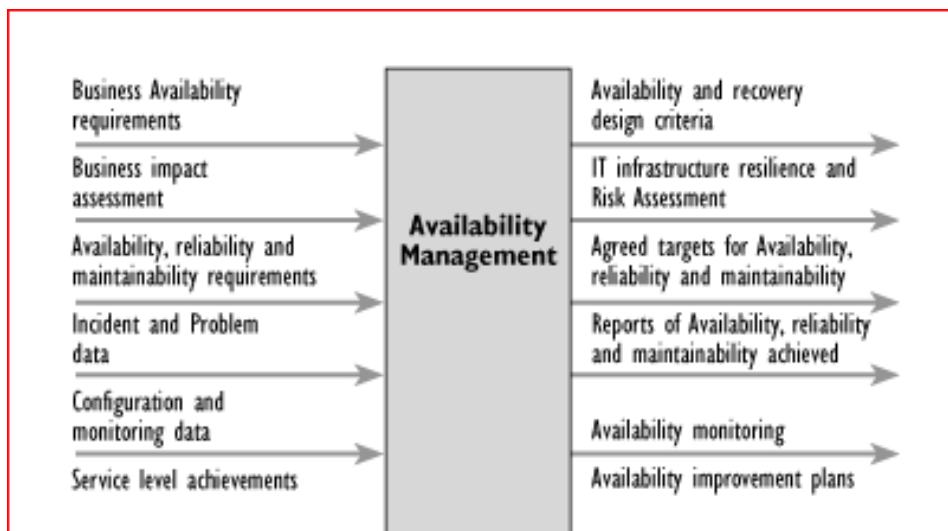 Business Availability
requirements
Business impact
assessment
Availability, reliability and
maintainability requirements
Incident and Problem
data
Configuration and
monitoring data
Service level achievements
Availability
Management
Availability and recovery
design criteria
IT infrastructure resilience and
Risk Assessment
Agreed targets for Availability,
reliability and maintainability
Reports of Availability, reliability
and maintainability achieved
Availability monitoring
Availability improvement plans